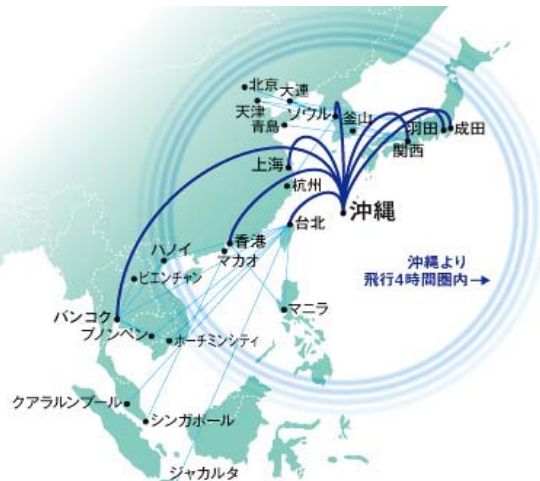 北京
大連
天津
ソウル
青島
釜山
羽田
成田
関西
上海
杭州
沖縄
台北
ハノイ
香港
マカオ
沖縄より
飛行4時間圏内→
ビエンチャン
バンコク
マニラ
プノンペン
ホーチミンシティ
クアラルンプール
シンガポール
ジャカルタ